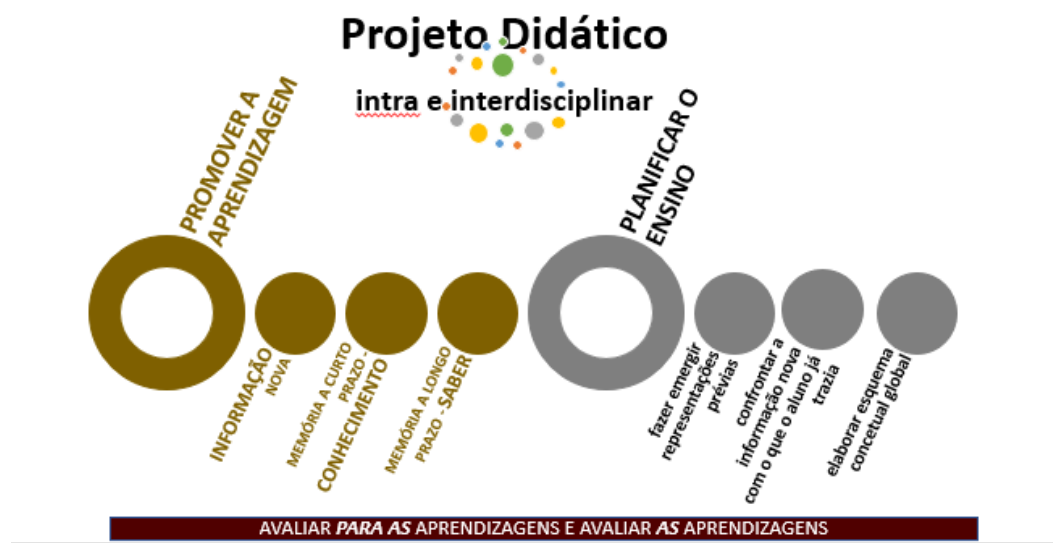 Projeto Didático
intra e interdisciplinar
PROMOVER A
APRENDIZAGEM
INFORMAÇÃO
NOVA
MEMÓRIA A CURTO
PRAZO -
CONHECIMENTO
MEMÓRIA A LONGO
PRAZO - SABER
PLANIFICAR O
ENSINO
fazer emergir
representações
prévias
confrontar a
informação nova
com o que o aluno já
trazia
elaborar esquema
concetual global
AVALIAR PARA AS APRENDIZAGENS E AVALIAR AS APRENDIZAGENS